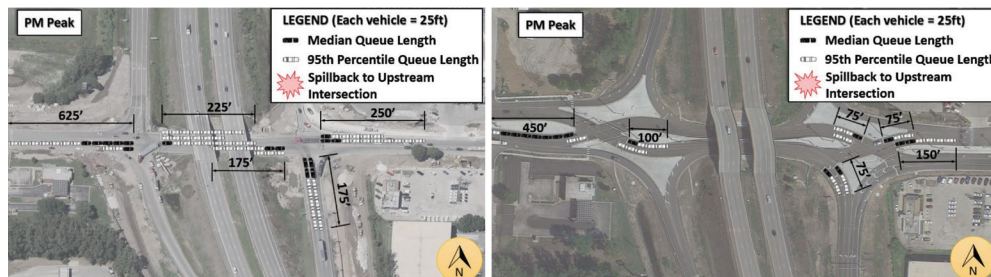 PM Peak
LEGEND (Each vehicle = 25ft)
Median Queue Length
95th Percentile Queue Length
Spillback to Upstream
Intersection
625'
225'
250'
175'
175'
N
PM Peak
LEGEND (Each vehicle = 25ft)
Median Queue Length
95th Percentile Queue Length
Spillback to Upstream
Intersection
450'
100'
75'
75'
150'
75'
N